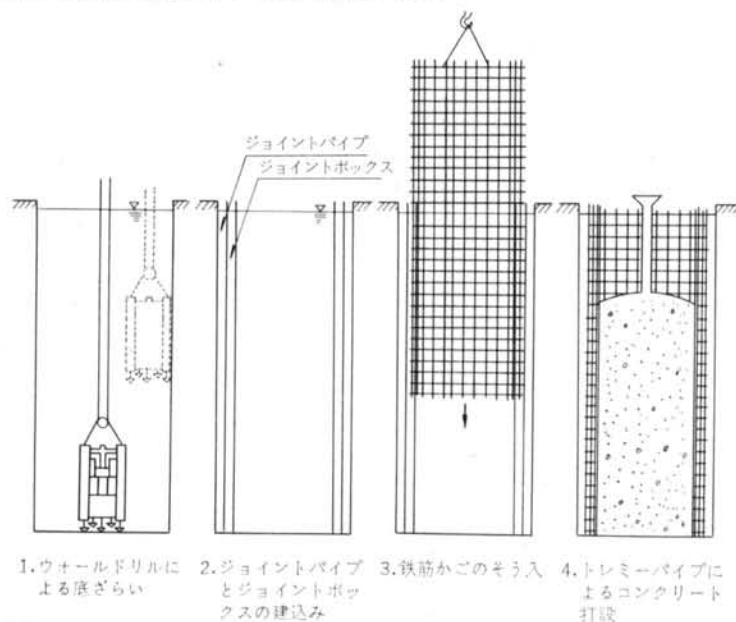 ジョイントパイプ
ジョイントボックス
1.ウォールドリルに
よる底ざらい
2.ジョイントパイプ
とジョイントボッ
クスの建込み
3.鉄筋かごのそう入
4.トレミーパイプに
よるコンクリート
打設